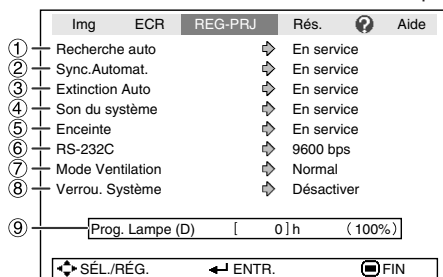 Img ECR REG-PRJ Rés. ? Aide
① Recherche auto En service
② Sync.Automat. En service
③ Extinction Auto En service
④ Son du système En service
⑤ Enceinte En service
⑥ RS-232C 9600 bps
⑦ Mode Ventilation Normal
⑧ Verrou. Système Désactiver
⑨ Prog. Lampe (D) [ 0 ] h (100%)
SÉL./RÉG. ENTR. FIN